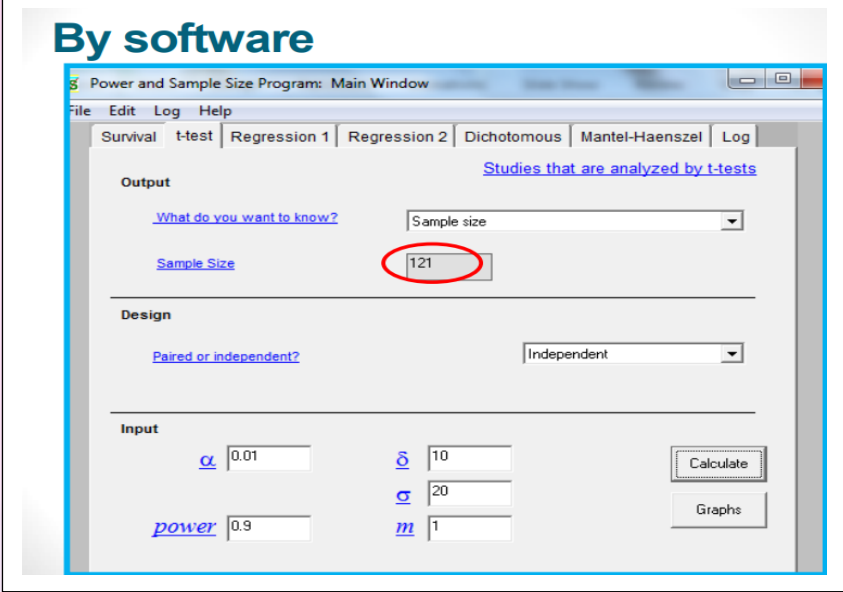 By software
Power and Sample Size Program: Main Window
File Edit Log Help
Survival t-test Regression 1 Regression 2 Dichotomous Mantel-Haenszel Log
Studies that are analyzed by t-tests
Output
What do you want to know? Sample size
Sample Size 121
Design
Paired or independent? Independent
Input
α 0.01 δ 10 Calculate
σ 20 Graphs
power 0.9 m 1